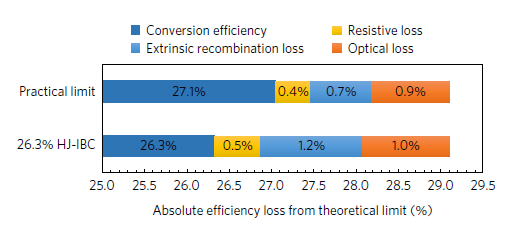 Conversion efficiency
Resistive loss
Extrinsic recombination loss
Optical loss
Practical limit
27.1%
0.4%
0.7%
0.9%
26.3% HJ-IBC
26.3%
0.5%
1.2%
1.0%
25.0 25.5 26.0 26.5 27.0 27.5 28.0 28.5 29.0 29.5
Absolute efficiency loss from theoretical limit (%)